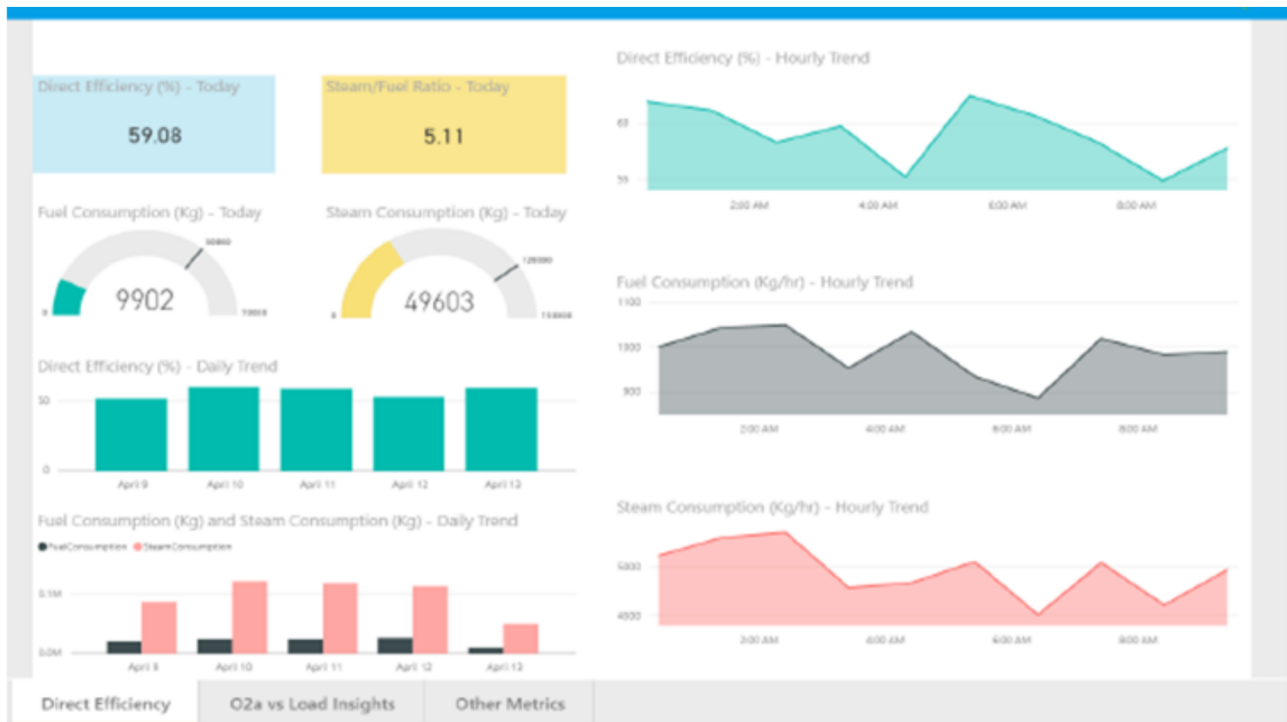 Direct Efficiency (%) - Today
59.08
Steam/Fuel Ratio - Today
5.11
Fuel Consumption (Kg) - Today
0
9902
Steam Consumption (Kg) - Today
120000
0
49603
Direct Efficiency (%) - Daily Trend
50
0
April 9
April 10
April 11
April 12
April 13
Fuel Consumption (Kg) and Steam Consumption (Kg) - Daily Trend
FuelConsumption
SteamConsumption
0.1M
0.0M
April 9
April 10
April 11
April 12
April 13
Direct Efficiency (%) - Hourly Trend
2:00 AM
4:00 AM
6:00 AM
8:00 AM
Fuel Consumption (Kg/hr) - Hourly Trend
1100
1000
900
2:00 AM
4:00 AM
6:00 AM
8:00 AM
Steam Consumption (Kg/hr) - Hourly Trend
5000
2:00 AM
4:00 AM
6:00 AM
8:00 AM
Direct Efficiency
O2a vs Load Insights
Other Metrics